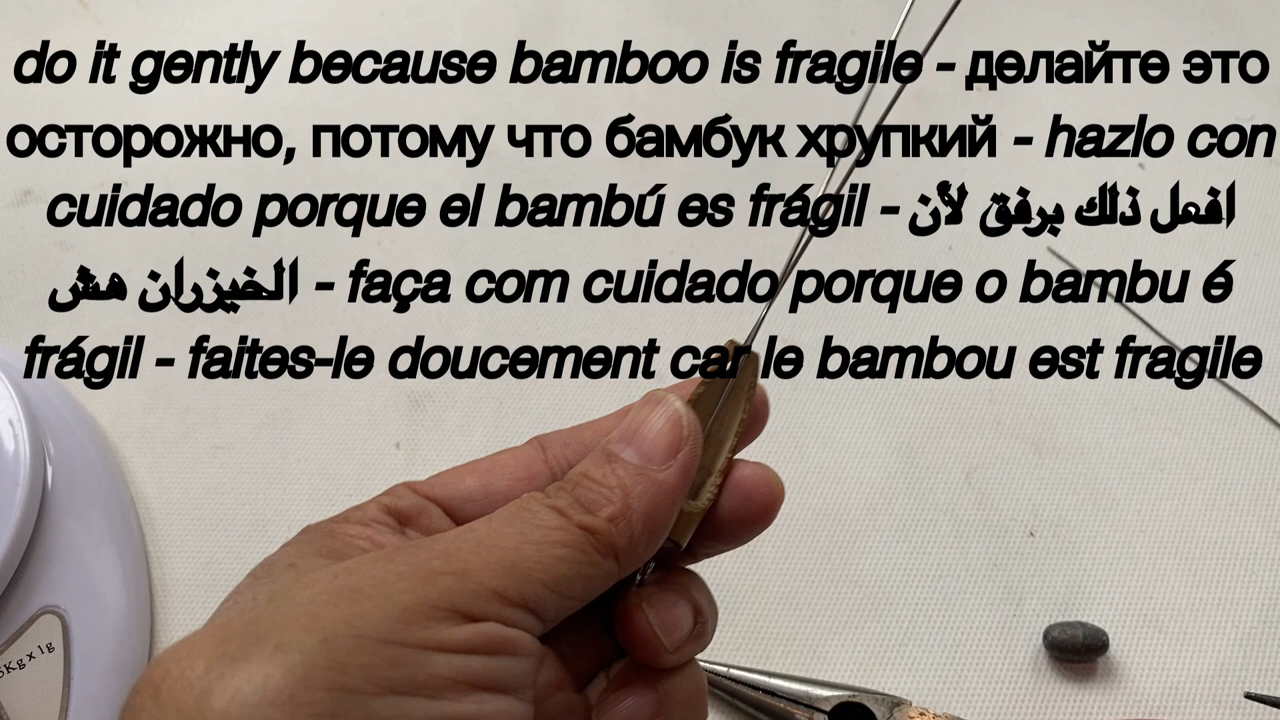 do it gently because bamboo is fragile - делайте это
осторожно, потому что бамбук хрупкий - hazlo con
cuidado porque el bambú es frágil - افعل ذلك برفق لأن
الخيزران هش - faça com cuidado porque o bambu é
frágil - faites-le doucement car le bambou est fragile
5Kg x 1g